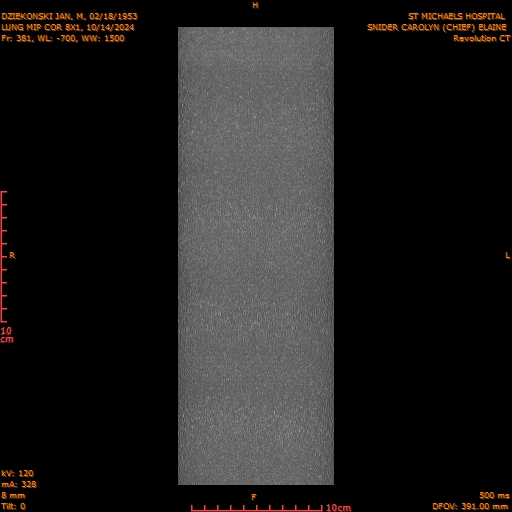 H
DZIEKONSKI JAN, M, 02/18/1953
LUNG MIP COR 8X1, 10/14/2024
Fr: 381, WL: -700, WW: 1500
ST MICHAELS HOSPITAL
SNIDER CAROLYN (CHIEF) ELAINE
Revolution CT
R
L
10
cm
kV: 120
mA: 328
8 mm
Tilt: 0
F
10cm
500 ms
DFOV: 391.00 mm